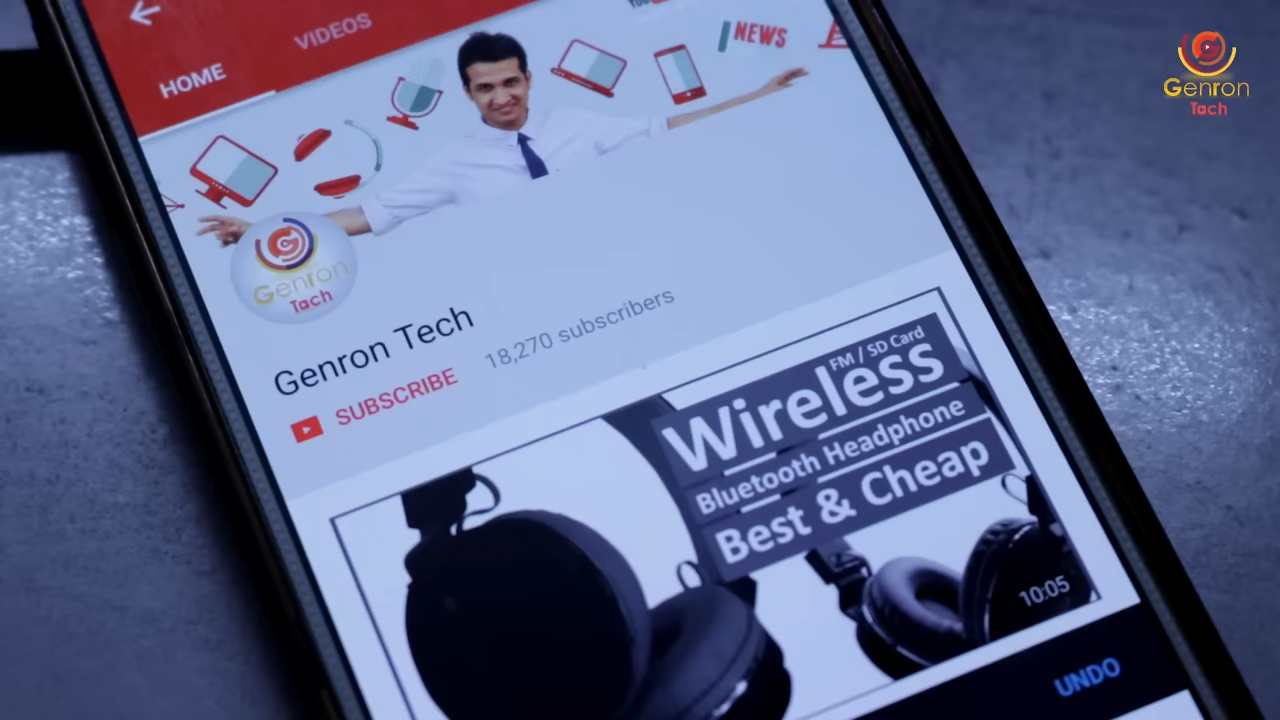 HOME
VIDEOS
NEWS
Genron
Tech
Genron
Tech
Genron Tech
SUBSCRIBE
18,270 subscribers
FM / SD Card
Wireless
Bluetooth Headphone
Best & Cheap
10:05
UNDO